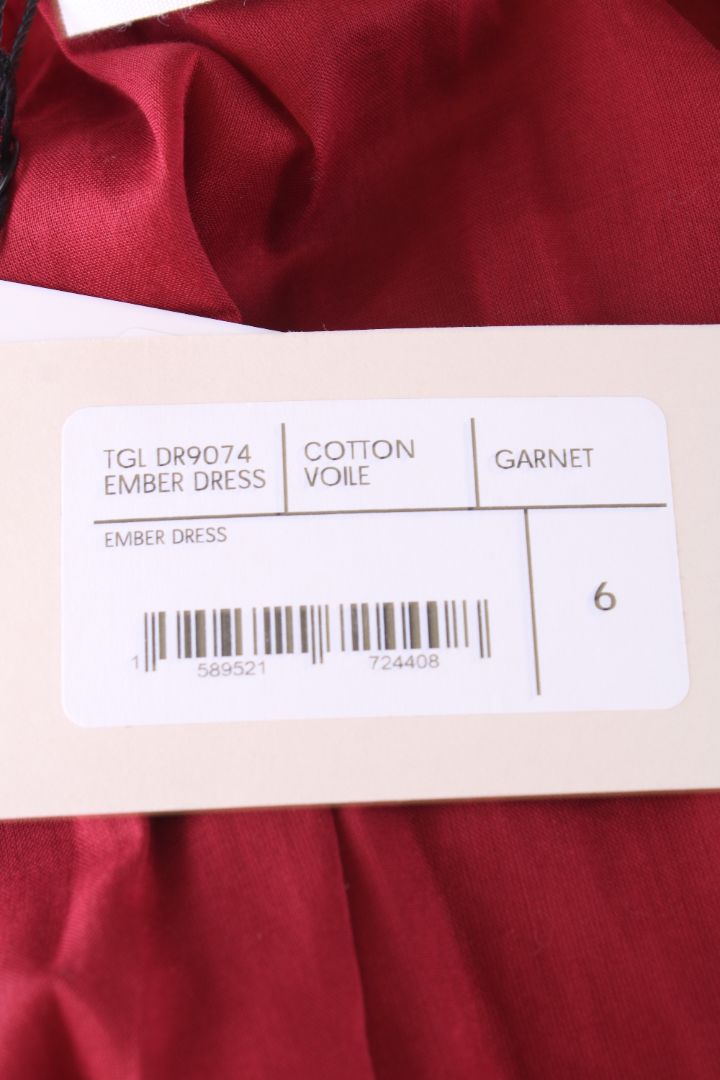 TGL DR9074
EMBER DRESS
COTTON
VOILE
GARNET
EMBER DRESS
6
1 589521 724408